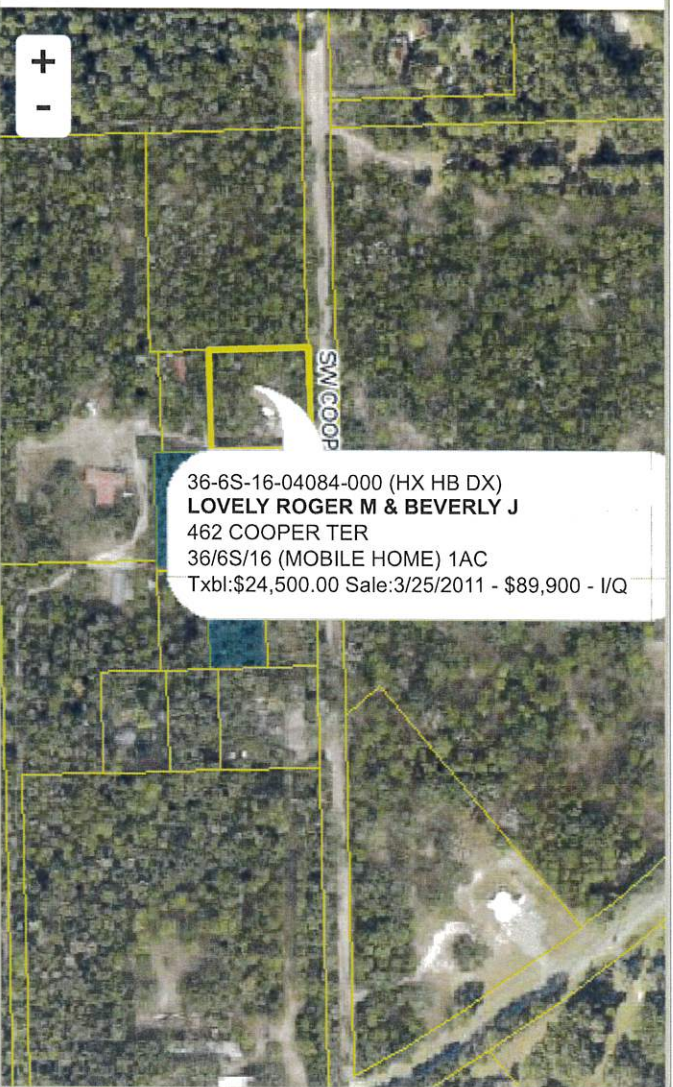 +
-
SW COOP
36-6S-16-04084-000 (HX HB DX)
LOVELY ROGER M & BEVERLY J
462 COOPER TER
36/6S/16 (MOBILE HOME) 1AC
Txbl:$24,500.00 Sale:3/25/2011 - $89,900 - I/Q